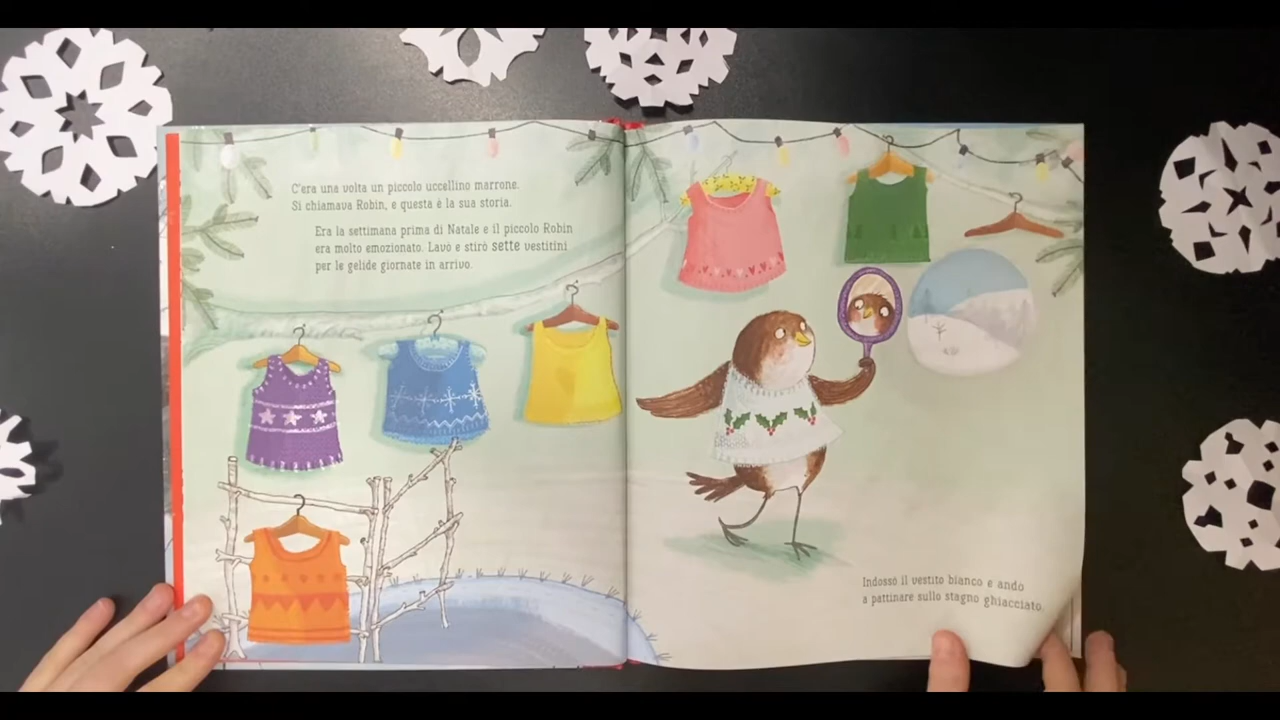 C'era una volta un piccolo uccellino marrone.
Si chiamava Robin, e questa è la sua storia.
Era la settimana prima di Natale e il piccolo Robin
era molto emozionato. Lavò e stirò sette vestitini
per le gelide giornate in arrivo.
Indossò il vestito bianco e andò
a pattinare sullo stagno ghiacciato.